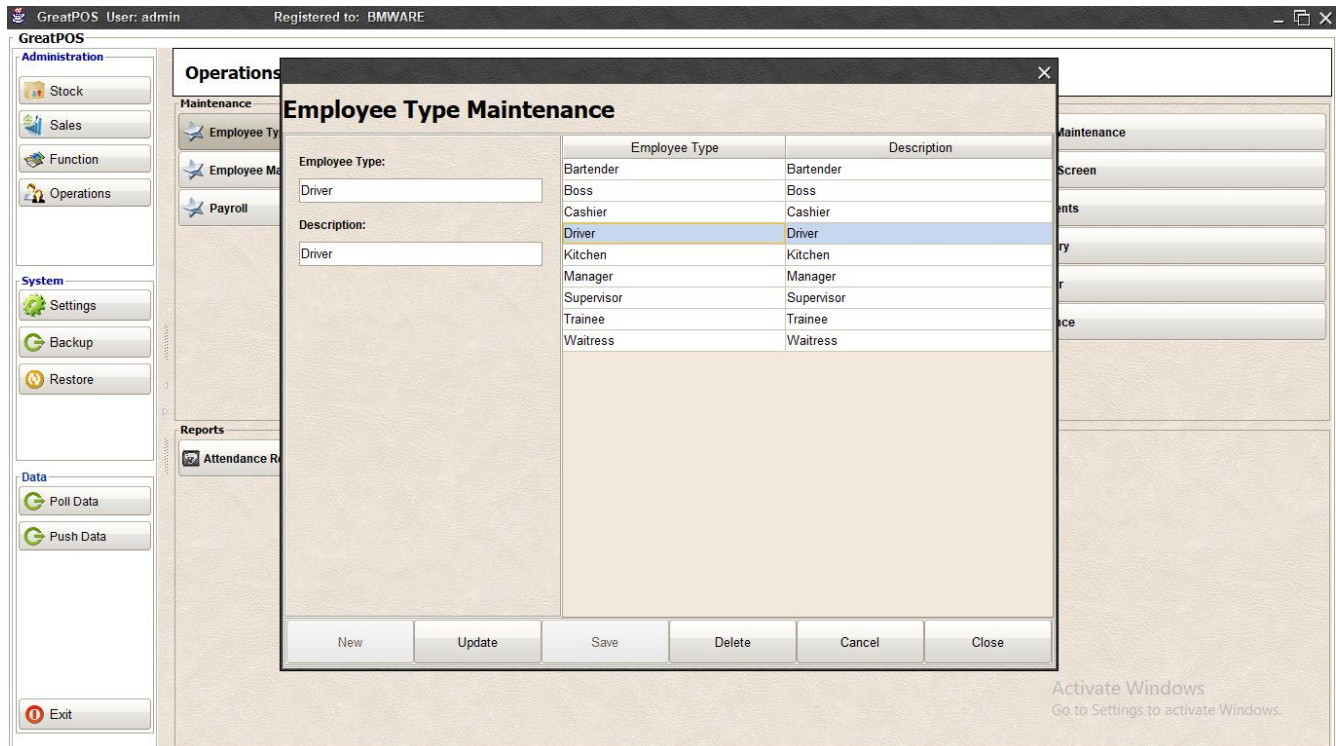 GreatPOS User: admin Registered to: BMWARE
GreatPOS
Administration
Stock
Sales
Function
Operations
System
Settings
Backup
Restore
Data
Poll Data
Push Data
Exit
Operations
Maintenance
Employee Ty
Employee Ma
Payroll
Reports
Attendance Re
Employee Type Maintenance
Employee Type:
Driver
Description:
Driver
Employee Type Description
Bartender Bartender
Boss Boss
Cashier Cashier
Driver Driver
Kitchen Kitchen
Manager Manager
Supervisor Supervisor
Trainee Trainee
Waitress Waitress
New Update Save Delete Cancel Close
Maintenance
Screen
ents
ry
r
nce
Activate Windows
Go to Settings to activate Windows.